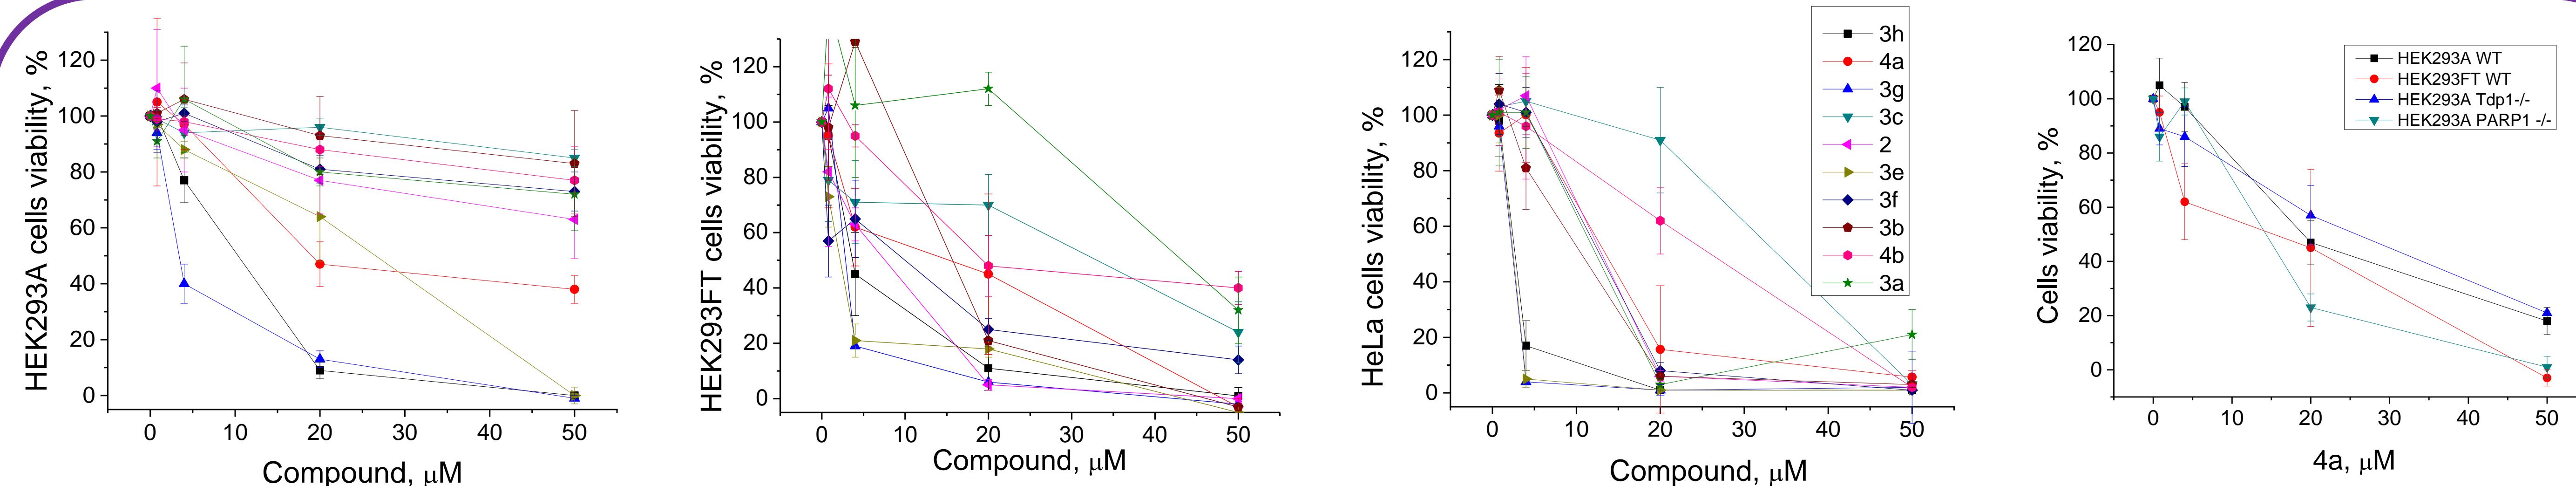 HEK293A cells viability, %
120
100
80
60
40
20
0
0 10 20 30 40 50
Compound, μM
HEK293FT cells viability, %
120
100
80
60
40
20
0
0 10 20 30 40 50
Compound, μM
HeLa cells viability, %
120
100
80
60
40
20
0
0 10 20 30 40 50
Compound, μM
3h
4a
3g
3c
2
3e
3f
3b
4b
3a
Cells viability, %
120
100
80
60
40
20
0
0 10 20 30 40 50
4a, μM
HEK293A WT
HEK293FT WT
HEK293A Tdp1-/-
HEK293A PARP1 -/-